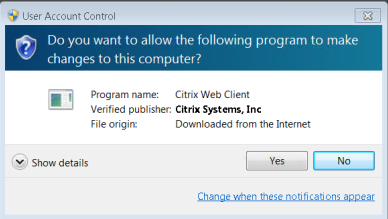 User Account Control
Do you want to allow the following program to make
changes to this computer?
Program name: Citrix Web Client
Verified publisher: Citrix Systems, Inc
File origin: Downloaded from the Internet
Show details
Yes
No
Change when these notifications appear